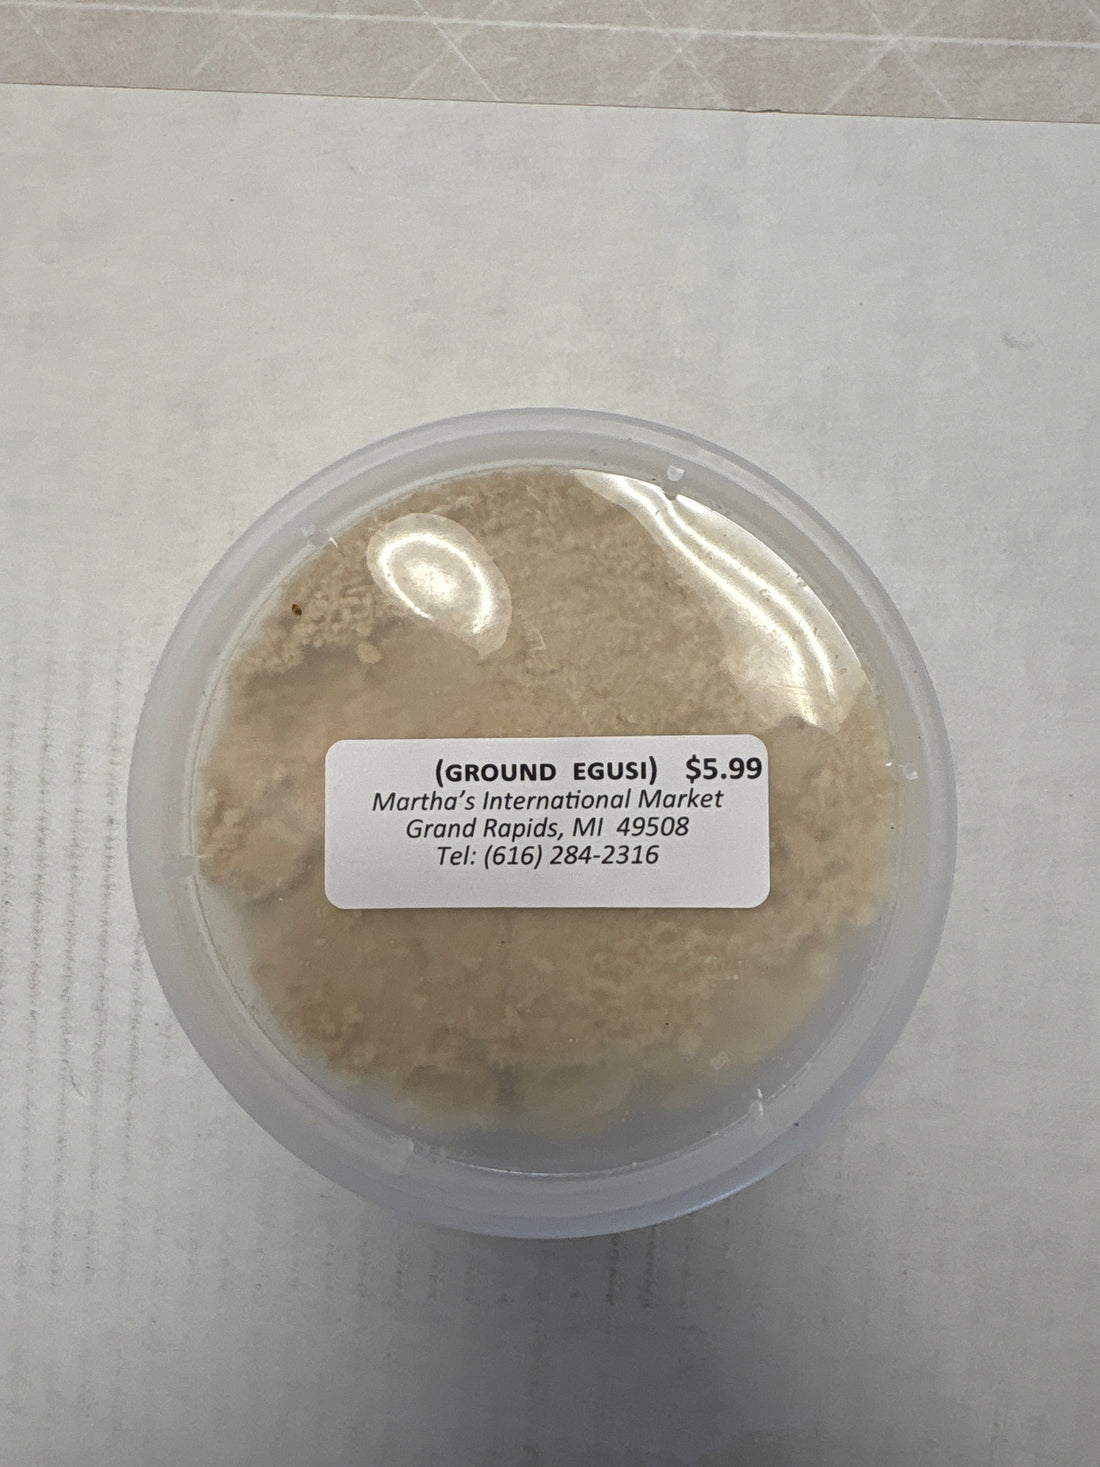 (GROUND EGUSI) $5.99
Martha's International Market
Grand Rapids, MI 49508
Tel: (616) 284-2316